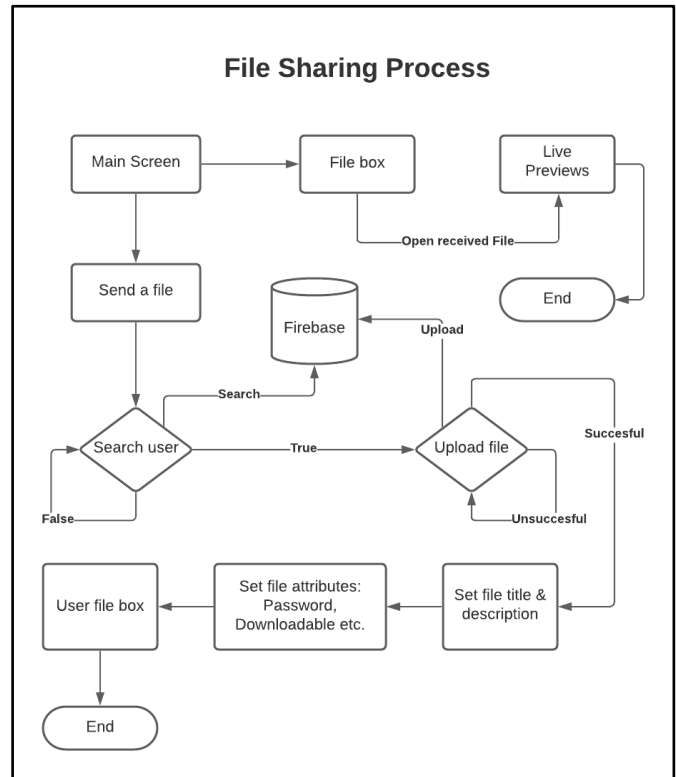 File Sharing Process
Main Screen
File box
Live
Previews
Open received File
Send a file
Firebase
End
Upload
Search
Succesful
Search user
True
Upload file
False
Unsuccesful
User file box
Set file attributes:
Password,
Downloadable etc.
Set file title &
description
End